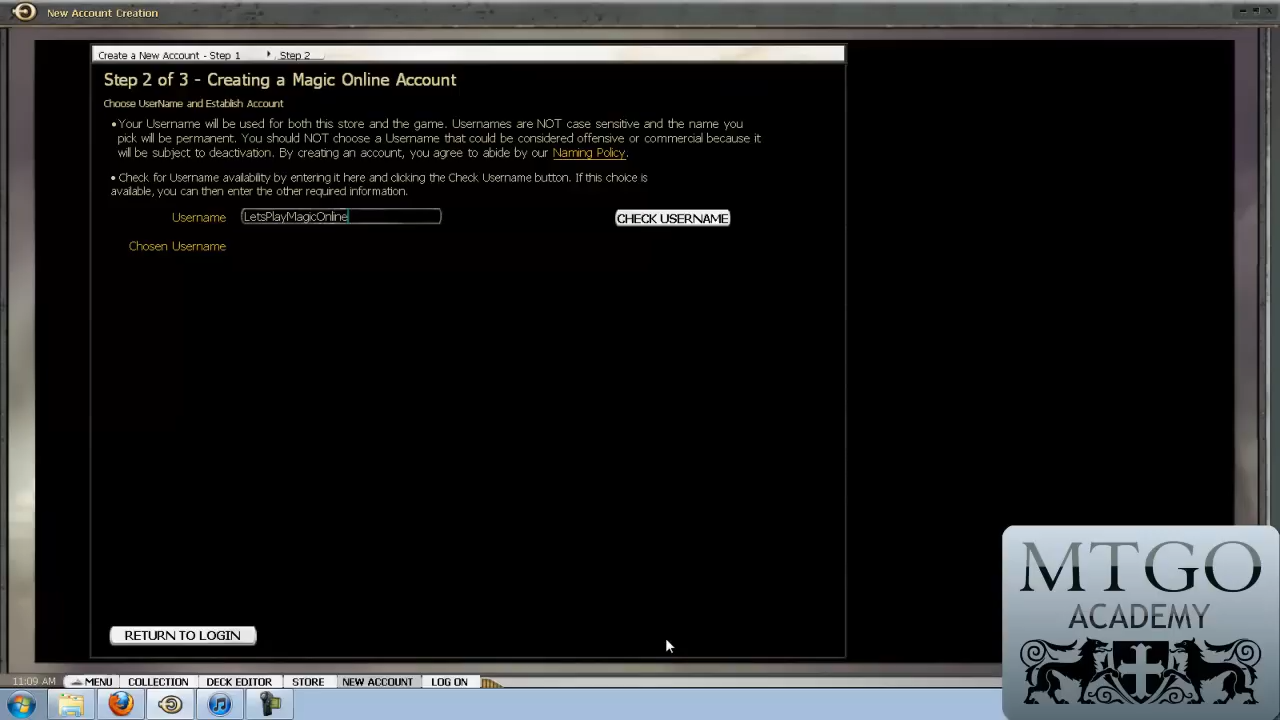 New Account Creation
Create a New Account - Step 1 Step 2
Step 2 of 3 - Creating a Magic Online Account
Choose UserName and Establish Account
•Your Username will be used for both this store and the game. Usernames are NOT case sensitive and the name you
pick will be permanent. You should NOT choose a Username that could be considered offensive or commercial because it
will be subject to deactivation. By creating an account, you agree to abide by our Naming Policy.
• Check for Username availability by entering it here and clicking the Check Username button. If this choice is
available, you can then enter the other required information.
Username LetsPlayMagicOnline CHECK USERNAME
Chosen Username
RETURN TO LOGIN
MTGO
ACADEMY
11:09 AM MENU COLLECTION DECK EDITOR STORE NEW ACCOUNT LOG ON